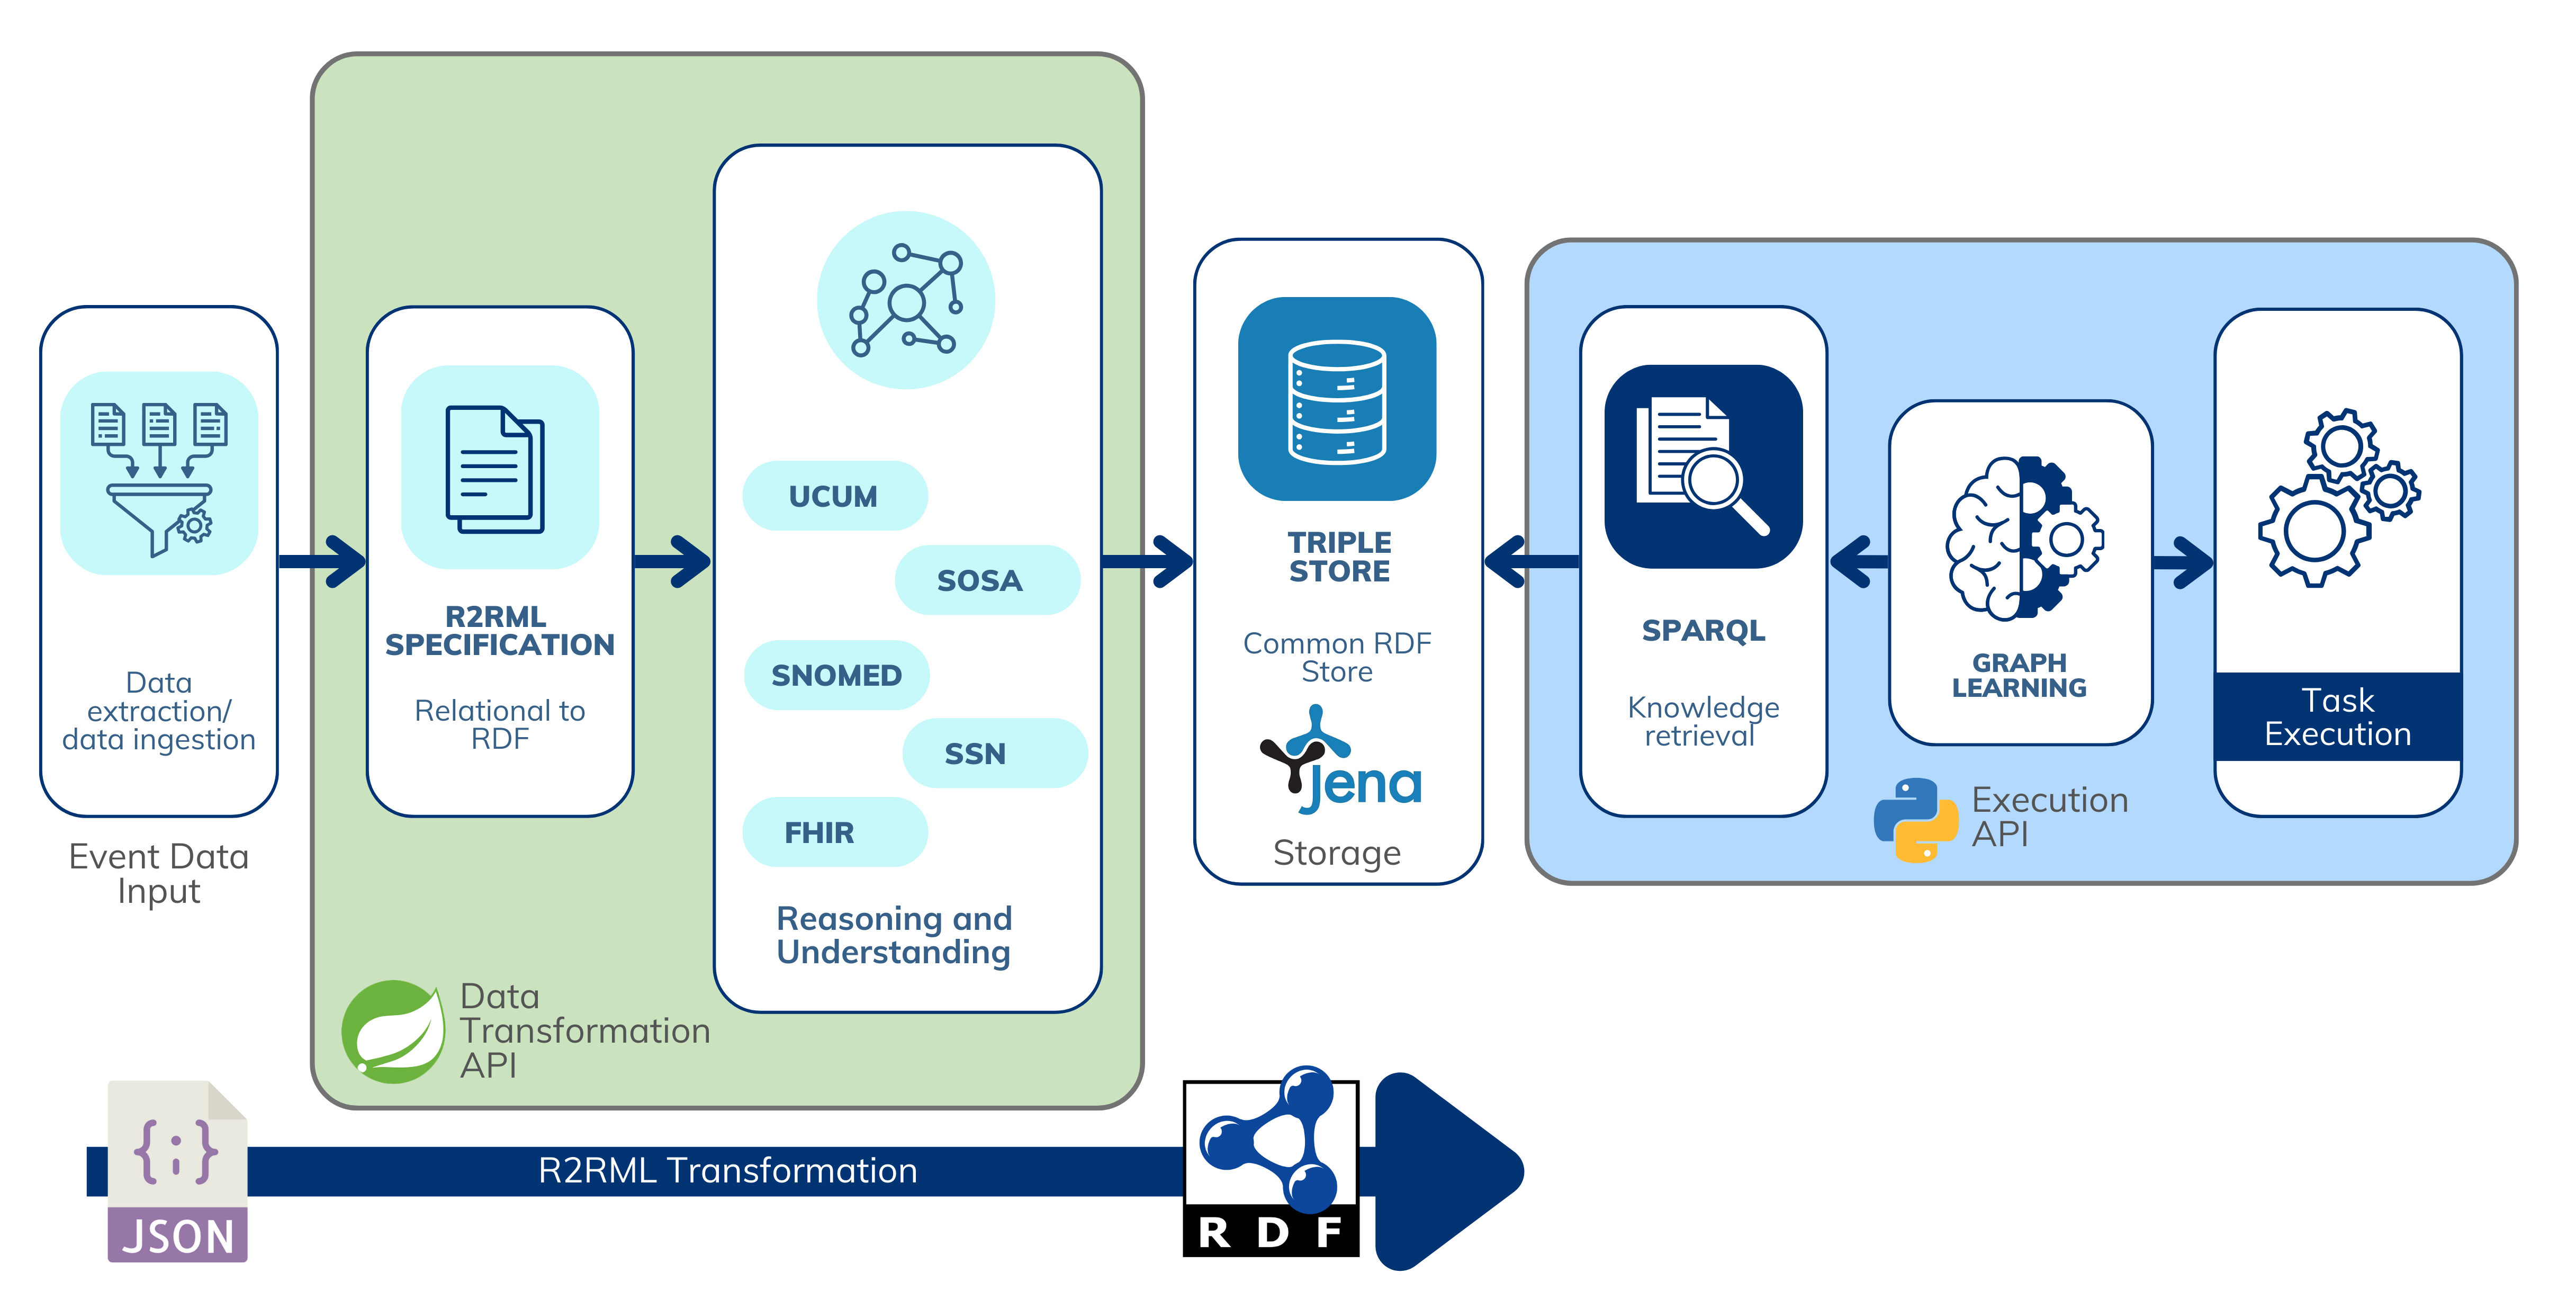 Data
extraction/
data ingestion
Event Data
Input
R2RML
SPECIFICATION
Relational to
RDF
UCUM
SOSA
SNOMED
SSN
FHIR
Reasoning and
Understanding
Data
Transformation
API
TRIPLE
STORE
Common RDF
Store
Jena
Storage
SPARQL
Knowledge
retrieval
GRAPH
LEARNING
Execution
API
Task
Execution
{;}
JSON
R2RML Transformation
RDF